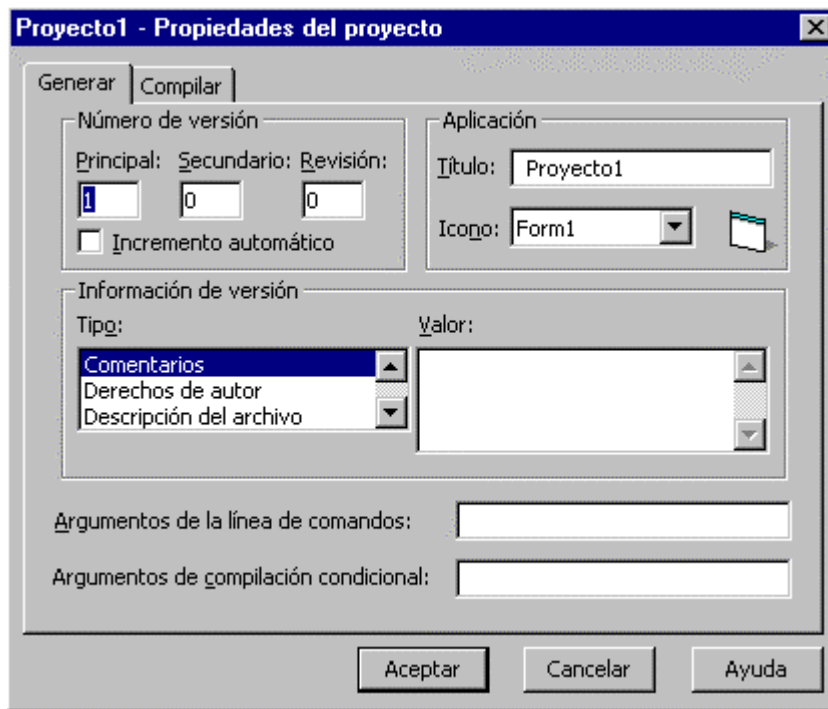 Proyecto1 - Propiedades del proyecto
Generar
Compilar
Número de versión
Principal: Secundario: Revisión:
1 0 0
Incremento automático
Aplicación
Título: Proyecto1
Icono: Form1
Información de versión
Tipo:
Comentarios
Derechos de autor
Descripción del archivo
Valor:
Argumentos de la línea de comandos:
Argumentos de compilación condicional:
Aceptar Cancelar Ayuda